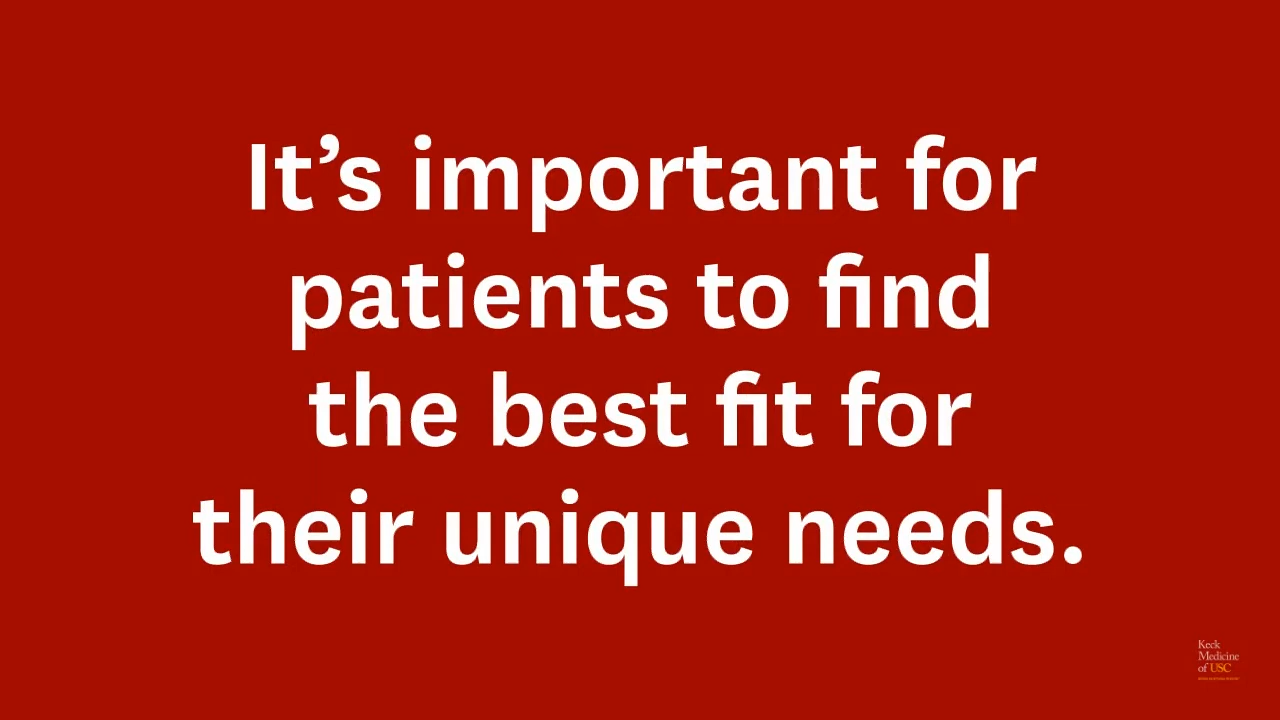 It’s important for
patients to find
the best fit for
their unique needs.
Keck
Medicine
of USC